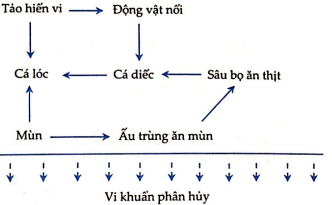 Tảo hiến vi Động vật nổi
Cá lóc Cá diếc Sâu bọ ăn thịt
Mùn Ấu trùng ăn mùn
Vi khuẩn phân hủy